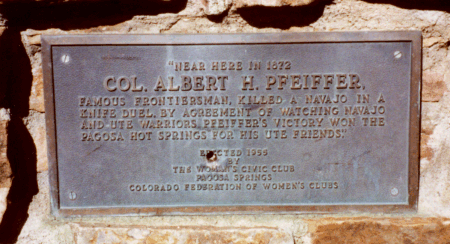 "NEAR HERE IN 1872
COL. ALBERT H. PFEIFFER,
FAMOUS FRONTIERSMAN, KILLED A NAVAJO IN A
KNIFE DUEL. BY AGREEMENT OF WATCHING NAVAJO
AND UTE WARRIORS, PFEIFFER'S VICTORY WON THE
PAGOSA HOT SPRINGS FOR HIS UTE FRIENDS."
ERECTED
BY
THE WOMAN'S CIVIC CLUB
PAGOSA SPRINGS
COLORADO FEDERATION OF WOMEN'S CLUBS